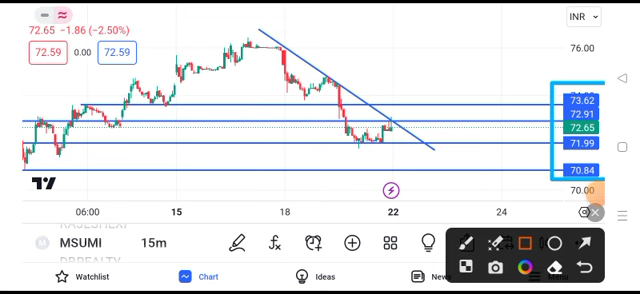 72.65 −1.86 (−2.50%)
INR
72.59 0.00 72.59
76.00
73.62
72.91
72.65
71.99
70.84
70.00
06:00 15 18 22 24
MSUMI 15m
DBREALTY
Watchlist Chart Ideas News Menu